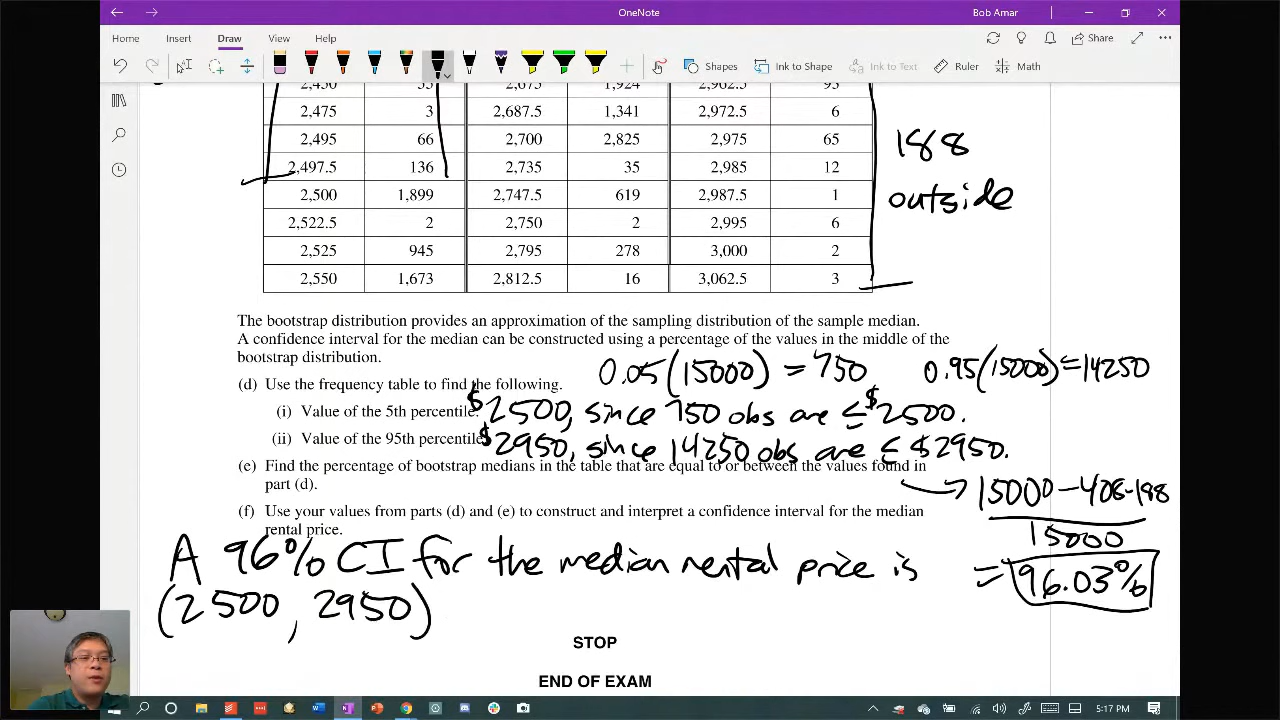 OneNote
Bob Amar
Home Insert Draw View Help
Share
Shapes Ink to Shape Ink to Text Ruler Math
2,450 55 2,675 1,924 2,962.5 93
2,475 3 2,687.5 1,341 2,972.5 6
2,495 66 2,700 2,825 2,975 65
2,497.5 136 2,735 35 2,985 12
2,500 1,899 2,747.5 619 2,987.5 1
2,522.5 2 2,750 2 2,995 6
2,525 945 2,795 278 3,000 2
2,550 1,673 2,812.5 16 3,062.5 3
188
outside
The bootstrap distribution provides an approximation of the sampling distribution of the sample median.
A confidence interval for the median can be constructed using a percentage of the values in the middle of the
bootstrap distribution.
0.05(15000) = 750 0.95(15000)=14250
(d) Use the frequency table to find the following.
(i) Value of the 5th percentile. $2500, since 750 obs are ≤ $2500.
(ii) Value of the 95th percentile $2950, since 14250 obs are ≤ $2950.
(e) Find the percentage of bootstrap medians in the table that are equal to or between the values found in
part (d).
→ 15000-408-188
15000
= 96.03%
(f) Use your values from parts (d) and (e) to construct and interpret a confidence interval for the median
rental price.
A 96% CI for the median rental price is
(2500, 2950)
STOP
END OF EXAM
5:17 PM